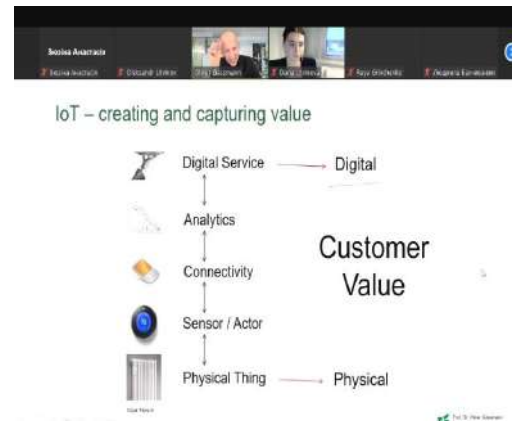 IoT – creating and capturing value
Digital Service
Digital
Analytics
Customer
Value
Connectivity
Sensor / Actor
Physical Thing
Physical